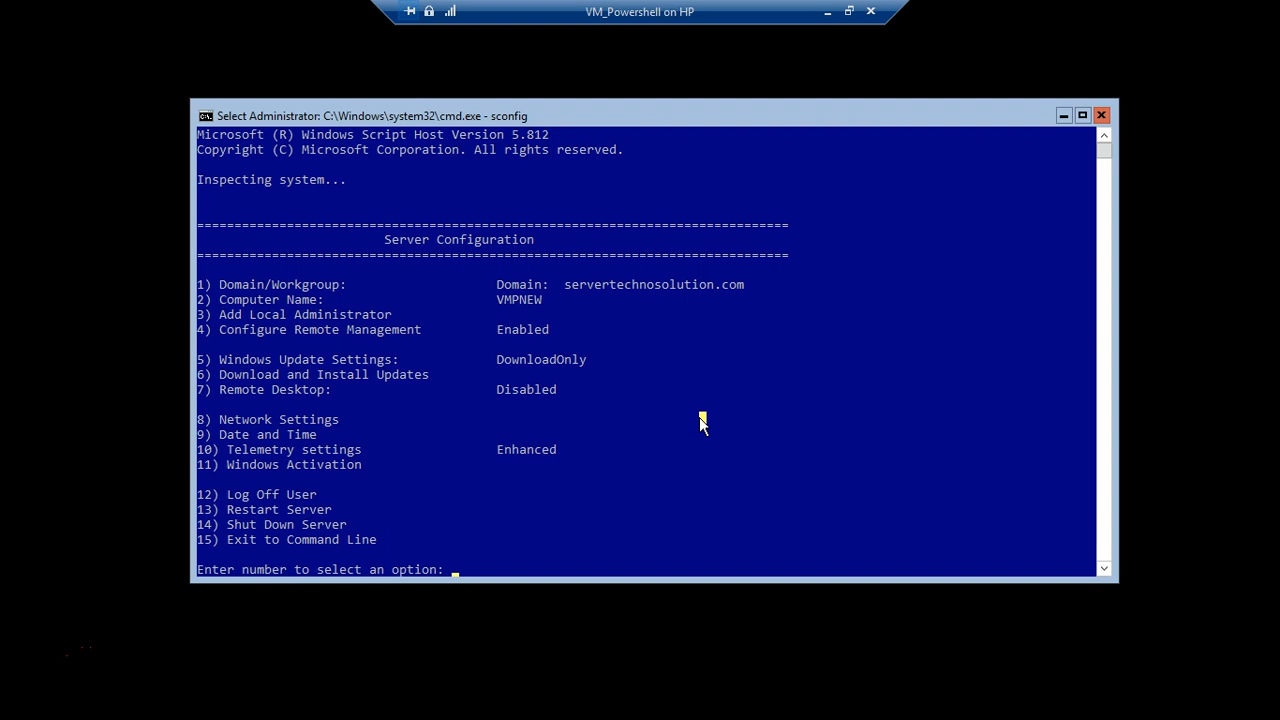 VM_Powershell on HP
Select Administrator: C:\Windows\system32\cmd.exe - sconfig
Microsoft (R) Windows Script Host Version 5.812
Copyright (C) Microsoft Corporation. All rights reserved.
Inspecting system...
===============================================================================
Server Configuration
===============================================================================
1) Domain/Workgroup: Domain: servertechnosolution.com
2) Computer Name: VMPNEW
3) Add Local Administrator
4) Configure Remote Management Enabled
5) Windows Update Settings: DownloadOnly
6) Download and Install Updates
7) Remote Desktop: Disabled
8) Network Settings
9) Date and Time
10) Telemetry settings Enhanced
11) Windows Activation
12) Log Off User
13) Restart Server
14) Shut Down Server
15) Exit to Command Line
Enter number to select an option: